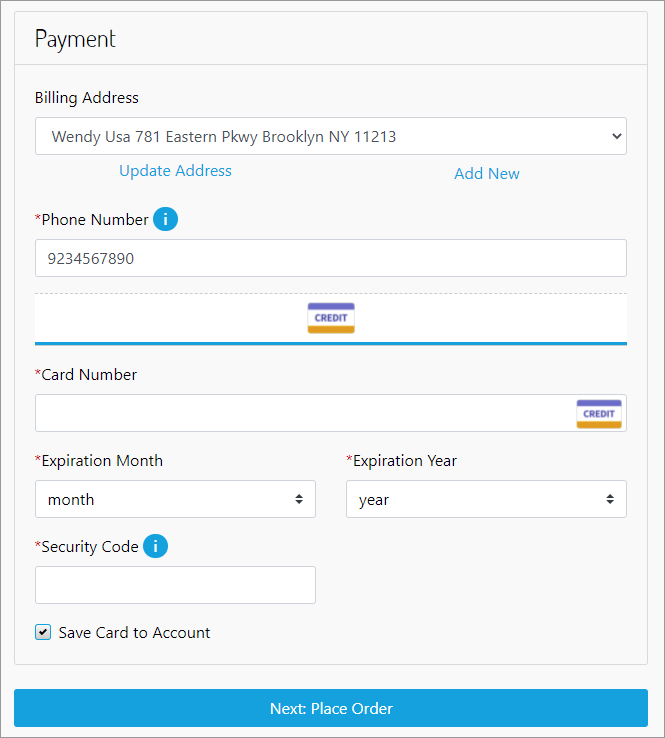 Payment
Billing Address
Wendy Usa 781 Eastern Pkwy Brooklyn NY 11213
Update Address Add New
*Phone Number i
9234567890
CREDIT
*Card Number
CREDIT
*Expiration Month *Expiration Year
month year
*Security Code i
Save Card to Account
Next: Place Order